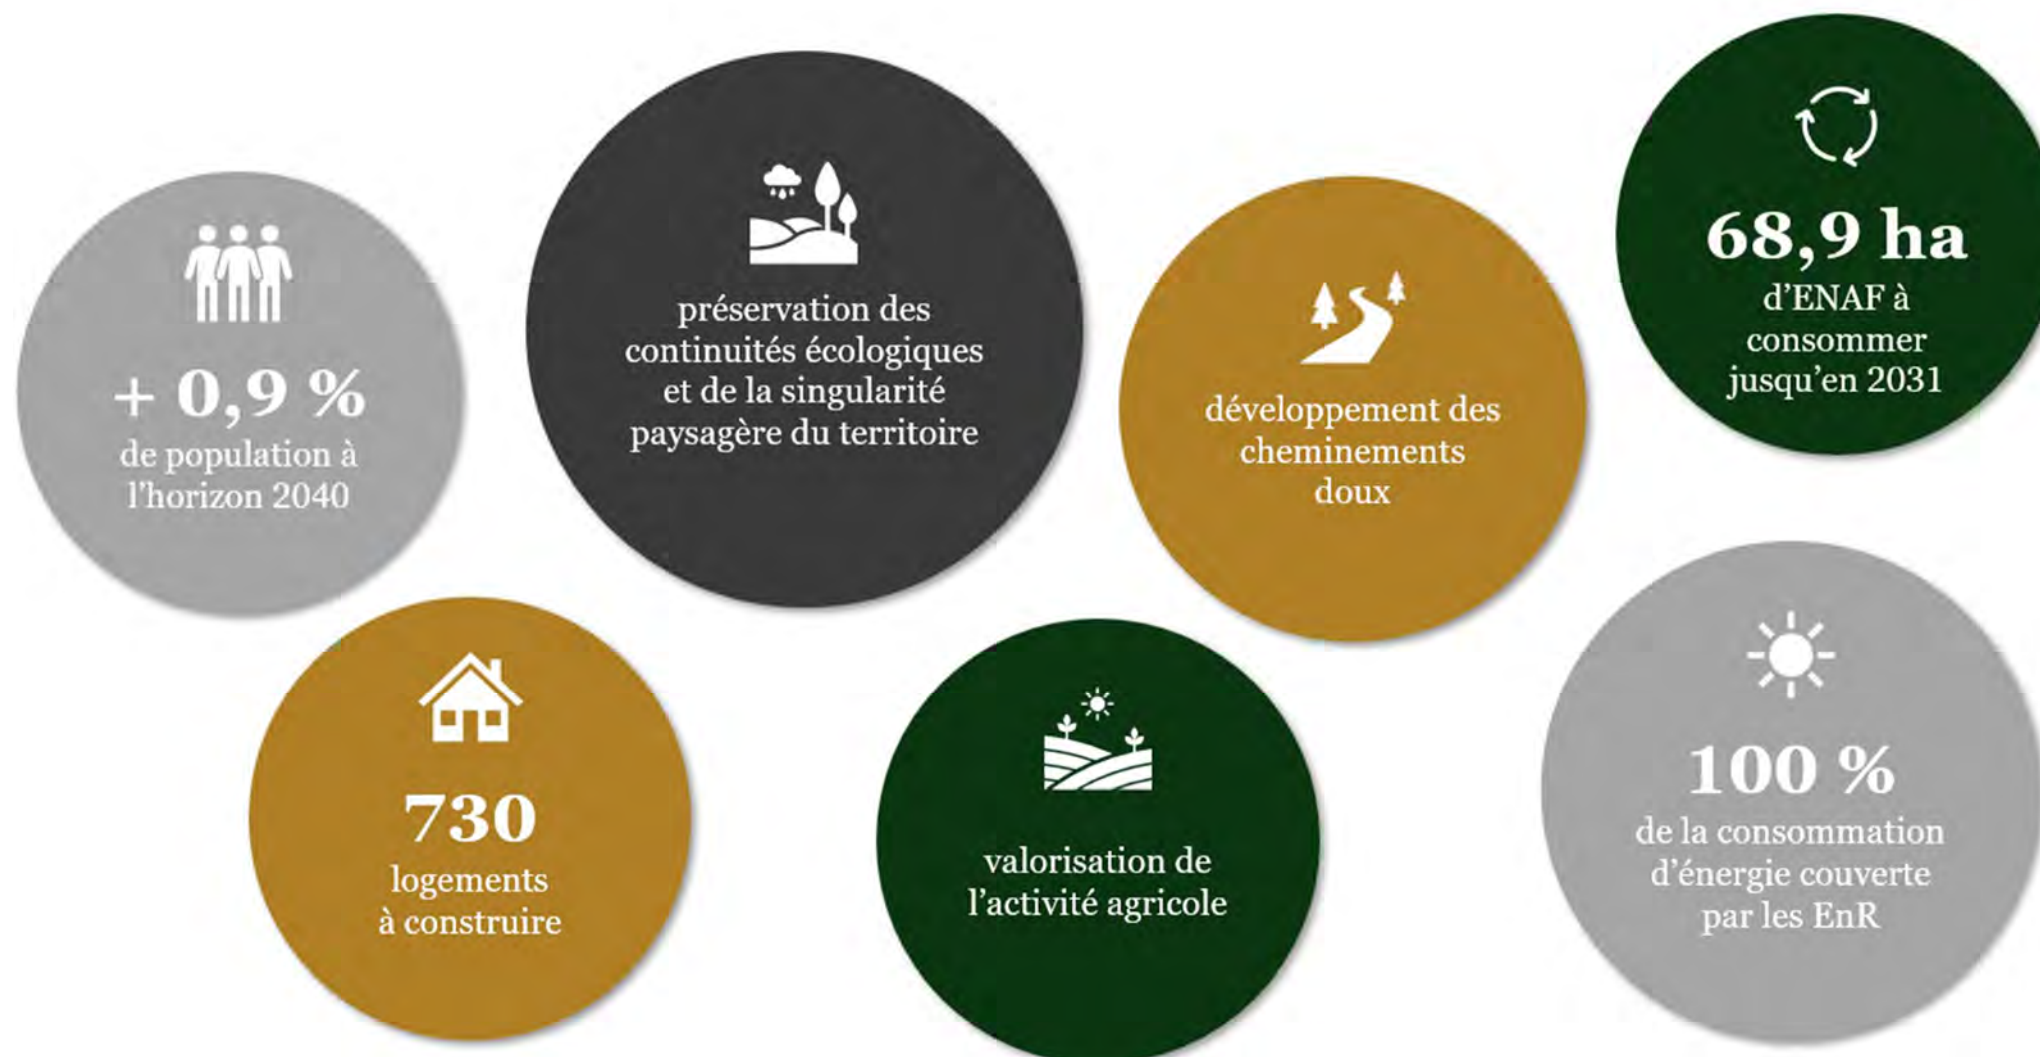 + 0,9 %
de population à
l'horizon 2040
préservation des
continuités écologiques
et de la singularité
paysagère du territoire
développement des
cheminements
doux
68,9 ha
d'ENAF à
consommer
jusqu'en 2031
730
logements
à construire
valorisation de
l'activité agricole
100 %
de la consommation
d'énergie couverte
par les EnR